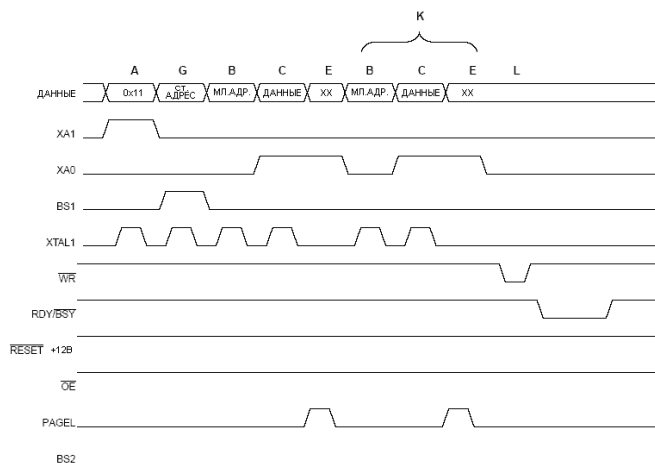 K
A G B C E B C E L
ДАННЫЕ 0x11 СТ. АДРЕС МЛ.АДР. ДАННЫЕ XX МЛ.АДР. ДАННЫЕ XX
XA1
XA0
BS1
XTAL1
WR
RDY/BSY
RESET +12В
OE
PAGEL
BS2